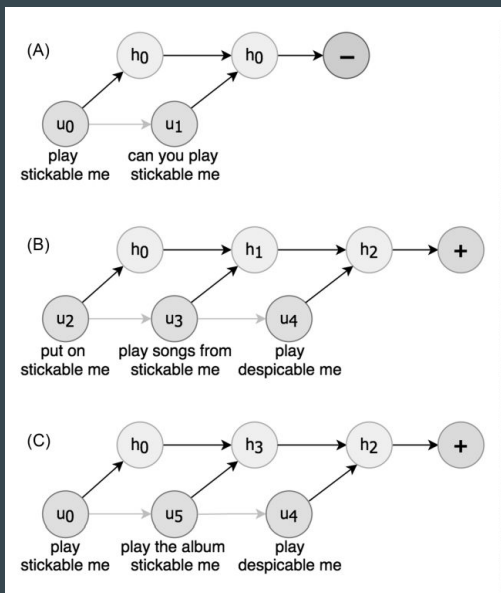 (A)
h0 h0 −
u0 u1
play can you play
stickable me stickable me
(B)
h0 h1 h2 +
u2 u3 u4
put on play songs from play
stickable me stickable me despicable me
(C)
h0 h3 h2 +
u0 u5 u4
play play the album play
stickable me stickable me despicable me